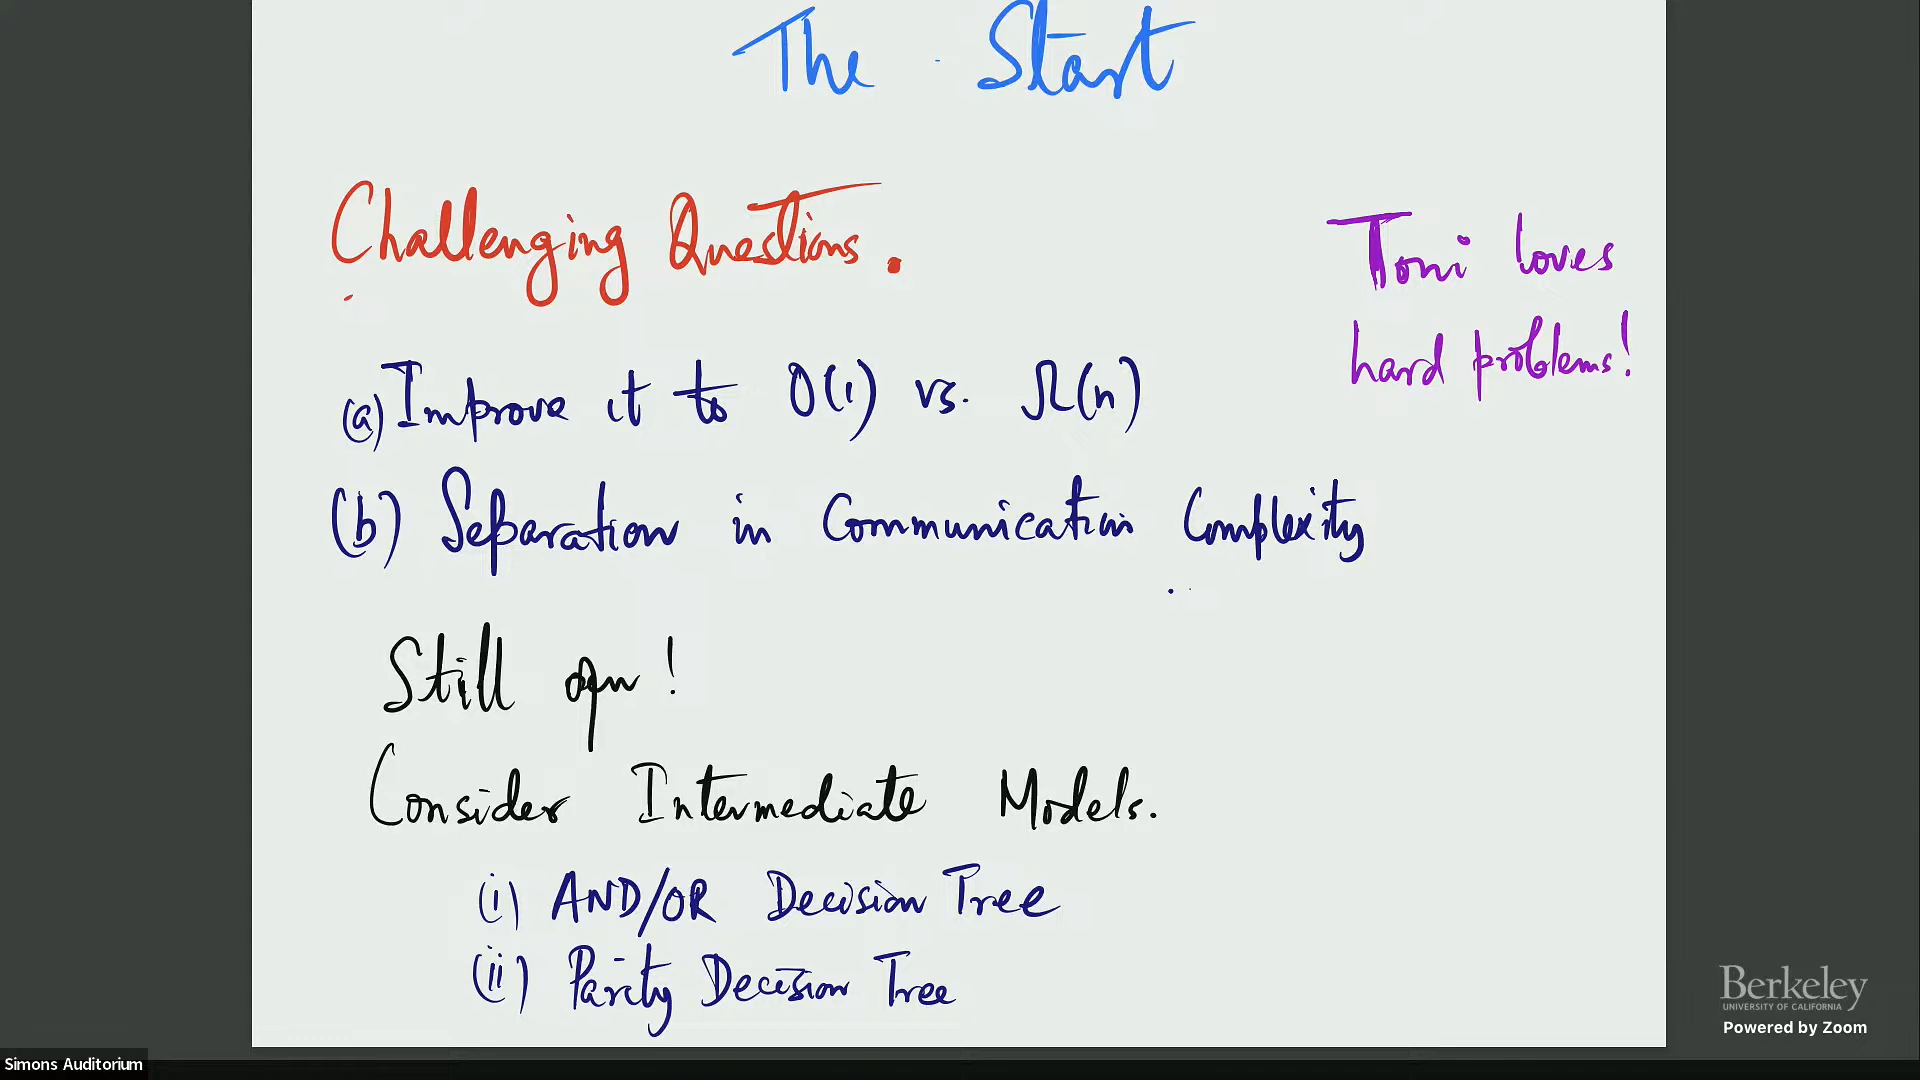 The Start
Challenging Questions.
Toni loves
hard problems!
(a) Improve it to O(1) vs. Ω(n)
(b) Separation in Communication Complexity
Still open!
Consider Intermediate Models.
(i) AND/OR Decision Tree
(ii) Parity Decision Tree
Berkeley
UNIVERSITY OF CALIFORNIA
Powered by Zoom
Simons Auditorium